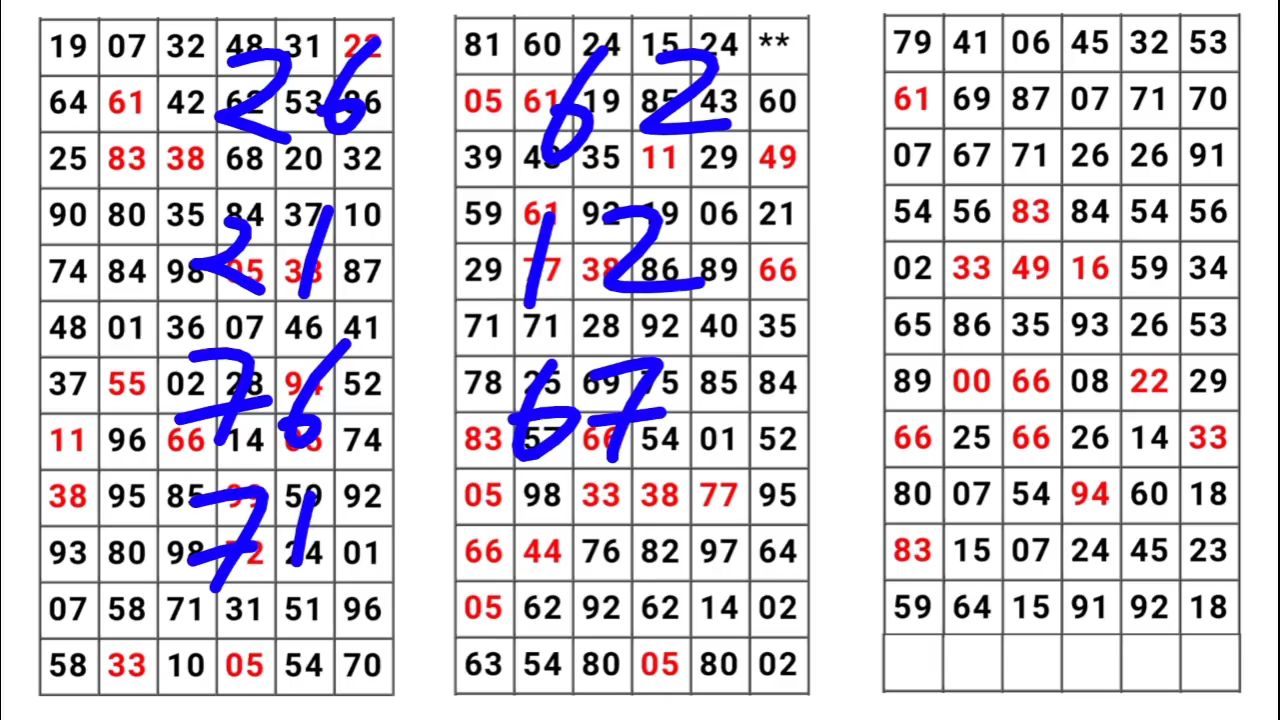 19 07 32 48 31 22
64 61 42 62 53 86
25 83 38 68 20 32
90 80 35 84 37 10
74 84 98 05 38 87
48 01 36 07 46 41
37 55 02 28 94 52
11 96 66 14 74
38 95 85 50 92
93 80 98 24 01
07 58 71 31 51 96
58 33 10 05 54 70
26
21
76
71
81 60 24 15 24 **
05 61 19 85 43 60
39 48 35 11 29 49
59 61 92 19 06 21
29 77 38 86 89 66
71 71 28 92 40 35
78 25 69 75 85 84
83 57 66 54 01 52
05 98 33 38 77 95
66 44 76 82 97 64
05 62 92 62 14 02
63 54 80 05 80 02
62
12
67
79 41 06 45 32 53
61 69 87 07 71 70
07 67 71 26 26 91
54 56 83 84 54 56
02 33 49 16 59 34
65 86 35 93 26 53
89 00 66 08 22 29
66 25 66 26 14 33
80 07 54 94 60 18
83 15 07 24 45 23
59 64 15 91 92 18